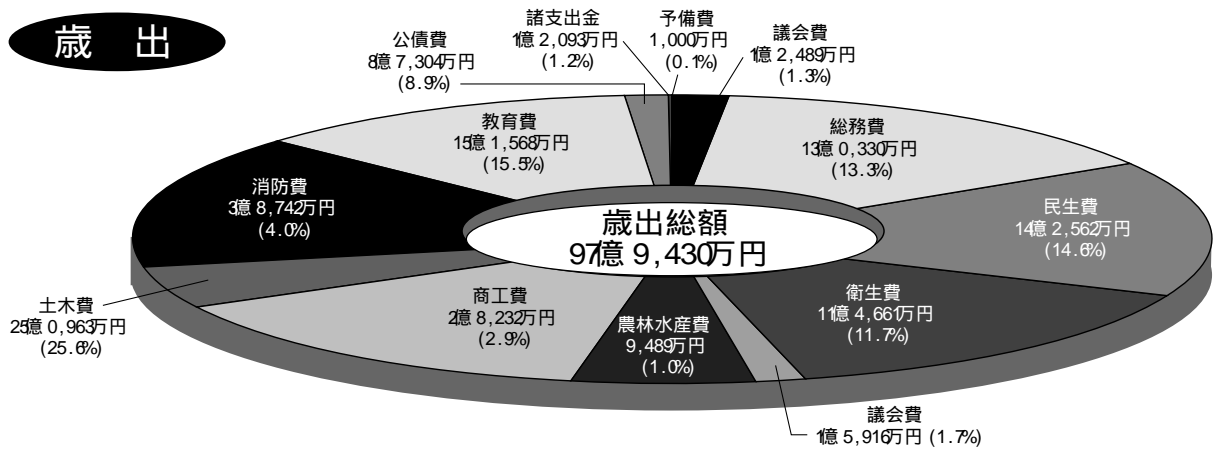 歳 出
諸支出金
1億2,093万円
(1.2%)
予備費
1,000万円
(0.1%)
議会費
1億2,489万円
(1.3%)
公債費
8億7,304万円
(8.9%)
教育費
15億1,568万円
(15.5%)
総務費
13億0,330万円
(13.3%)
消防費
3億8,742万円
(4.0%)
民生費
14億2,562万円
(14.6%)
歳出総額
97億9,430万円
土木費
25億0,963万円
(25.6%)
商工費
2億8,232万円
(2.9%)
農林水産費
9,489万円
(1.0%)
衛生費
11億4,661万円
(11.7%)
議会費
1億5,916万円 (1.7%)